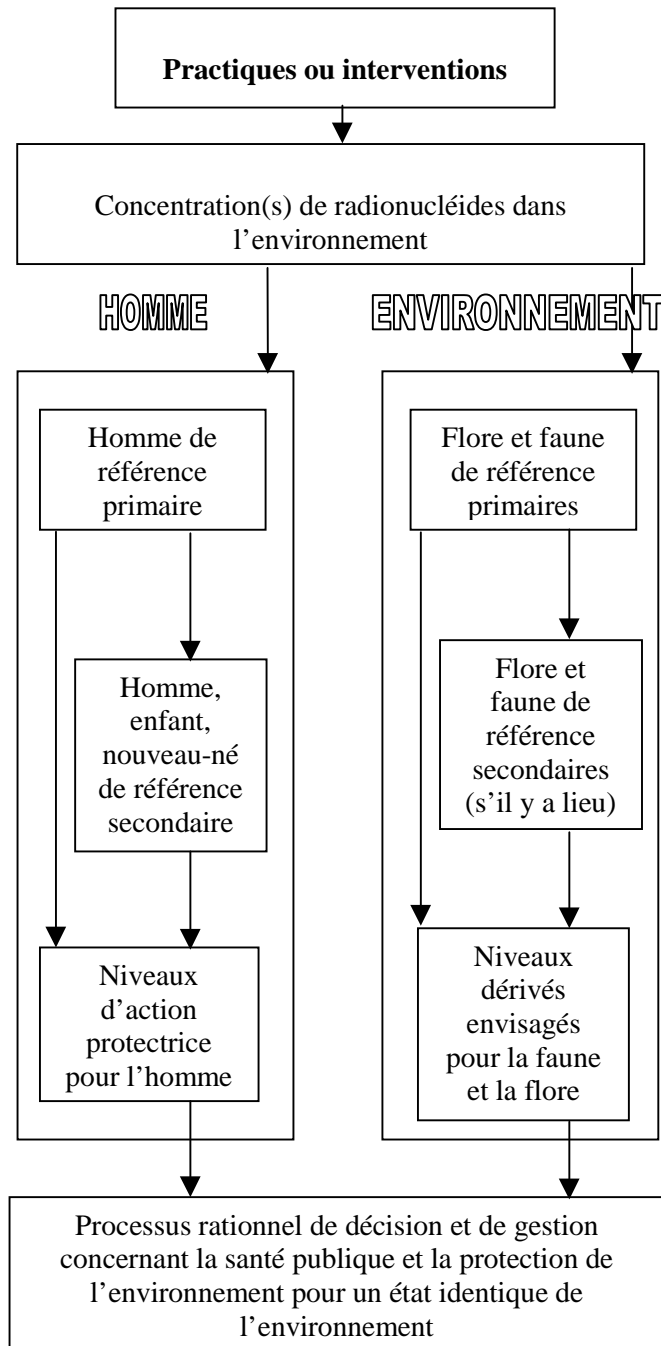 Practiques ou interventions
Concentration(s) de radionucléides dans
l'environnement
HOMME
ENVIRONNEMENT
Homme de
référence
primaire
Flore et faune
de référence
primaires
Homme,
enfant,
nouveau-né
de référence
secondaire
Flore et
faune de
référence
secondaires
(s'il y a lieu)
Niveaux
d'action
protectrice
pour l'homme
Niveaux
dérivés
envisagés
pour la faune
et la flore
Processus rationnel de décision et de gestion
concernant la santé publique et la protection de
l'environnement pour un état identique de
l'environnement